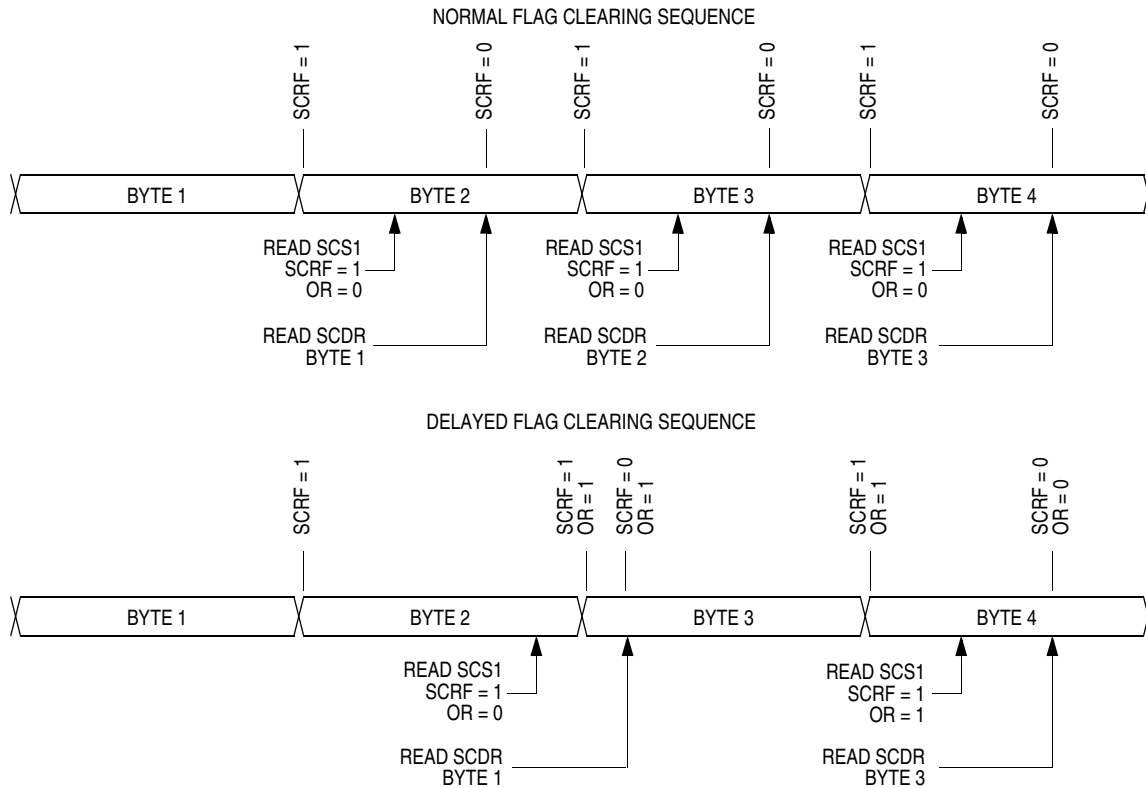 NORMAL FLAG CLEARING SEQUENCE
SCRF = 1
SCRF = 0
SCRF = 1
SCRF = 0
SCRF = 1
SCRF = 0
BYTE 1
BYTE 2
BYTE 3
BYTE 4
READ SCS1
SCRF = 1
OR = 0
READ SCDR
BYTE 1
READ SCS1
SCRF = 1
OR = 0
READ SCDR
BYTE 2
READ SCS1
SCRF = 1
OR = 0
READ SCDR
BYTE 3
DELAYED FLAG CLEARING SEQUENCE
SCRF = 1
SCRF = 1
OR = 1
SCRF = 0
OR = 1
SCRF = 1
OR = 1
SCRF = 0
OR = 0
BYTE 1
BYTE 2
BYTE 3
BYTE 4
READ SCS1
SCRF = 1
OR = 0
READ SCDR
BYTE 1
READ SCS1
SCRF = 1
OR = 1
READ SCDR
BYTE 3